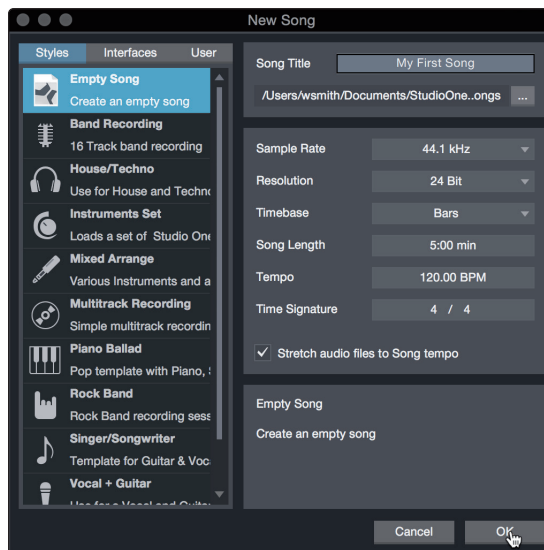 New Song
Styles Interfaces User
Empty Song
Create an empty song
Band Recording
16 Track band recording
House/Techno
Use for House and Techno
Instruments Set
Loads a set of Studio One
Mixed Arrange
Various Instruments and a
Multitrack Recording
Simple multitrack recordin
Piano Ballad
Pop template with Piano,
Rock Band
Rock Band recording sess
Singer/Songwriter
Template for Guitar & Voc
Vocal + Guitar
Song Title My First Song
/Users/wsmith/Documents/StudioOne..ongs ...
Sample Rate 44.1 kHz
Resolution 24 Bit
Timebase Bars
Song Length 5:00 min
Tempo 120.00 BPM
Time Signature 4 / 4
Stretch audio files to Song tempo
Empty Song
Create an empty song
Cancel OK